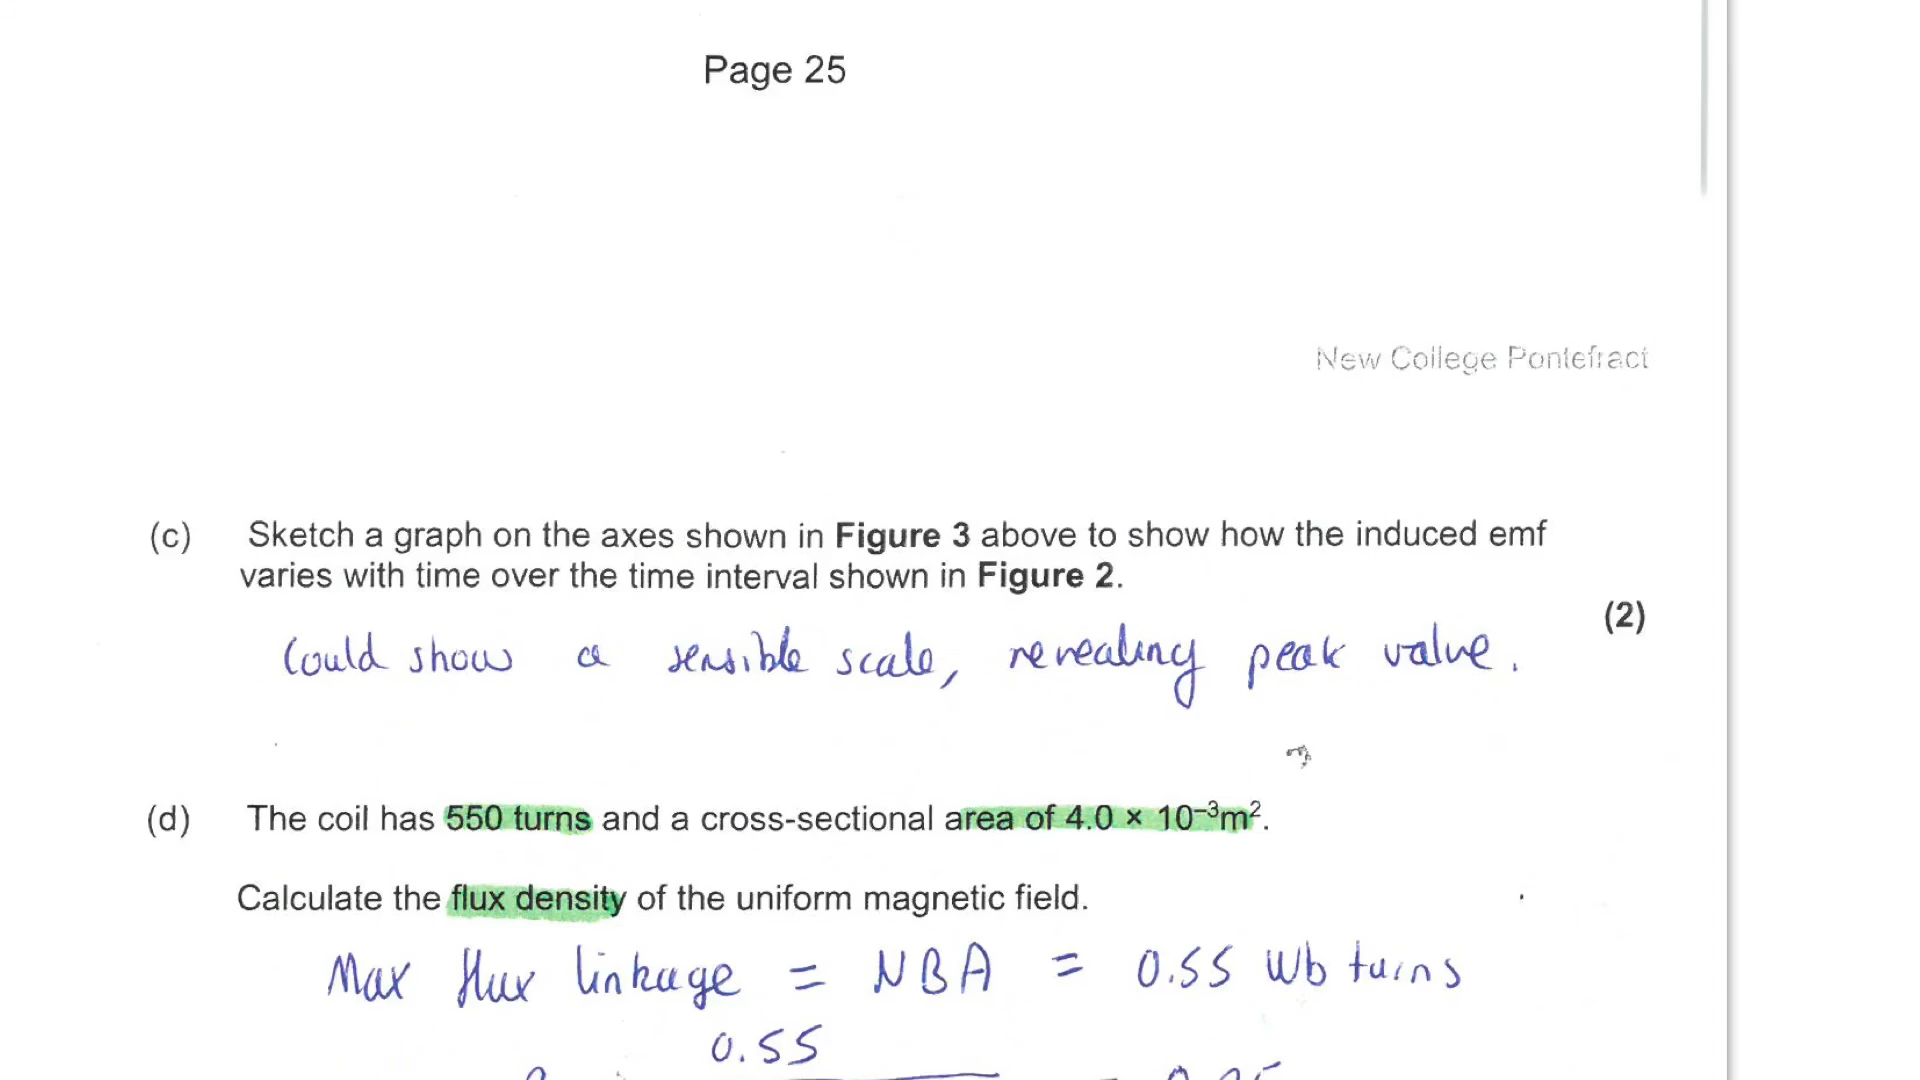 Page 25
New College Pontefract
(c) Sketch a graph on the axes shown in Figure 3 above to show how the induced emf
varies with time over the time interval shown in Figure 2.
(2)
Could show a sensible scale, revealing peak value.
(d) The coil has 550 turns and a cross-sectional area of 4.0 × 10⁻³m².
Calculate the flux density of the uniform magnetic field.
Max flux linkage = NBA = 0.55 Wb turns
0.55